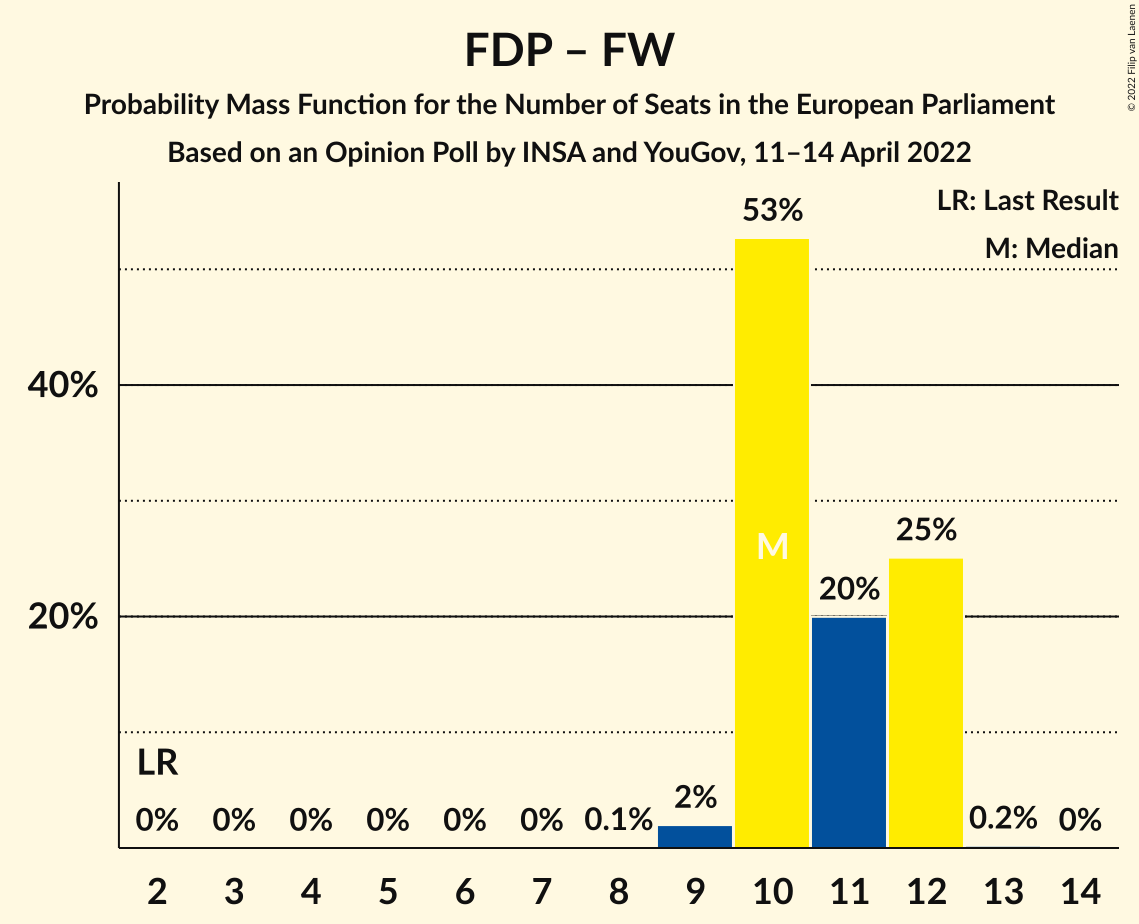 FDP – FW
Probability Mass Function for the Number of Seats in the European Parliament
Based on an Opinion Poll by INSA and YouGov, 11–14 April 2022
© 2022 Filip van Laenen
LR: Last Result
M: Median
53%
40%
M
25%
20%
20%
LR
0% 0% 0% 0% 0% 0% 0.1% 2% 0.2% 0%
2 3 4 5 6 7 8 9 10 11 12 13 14